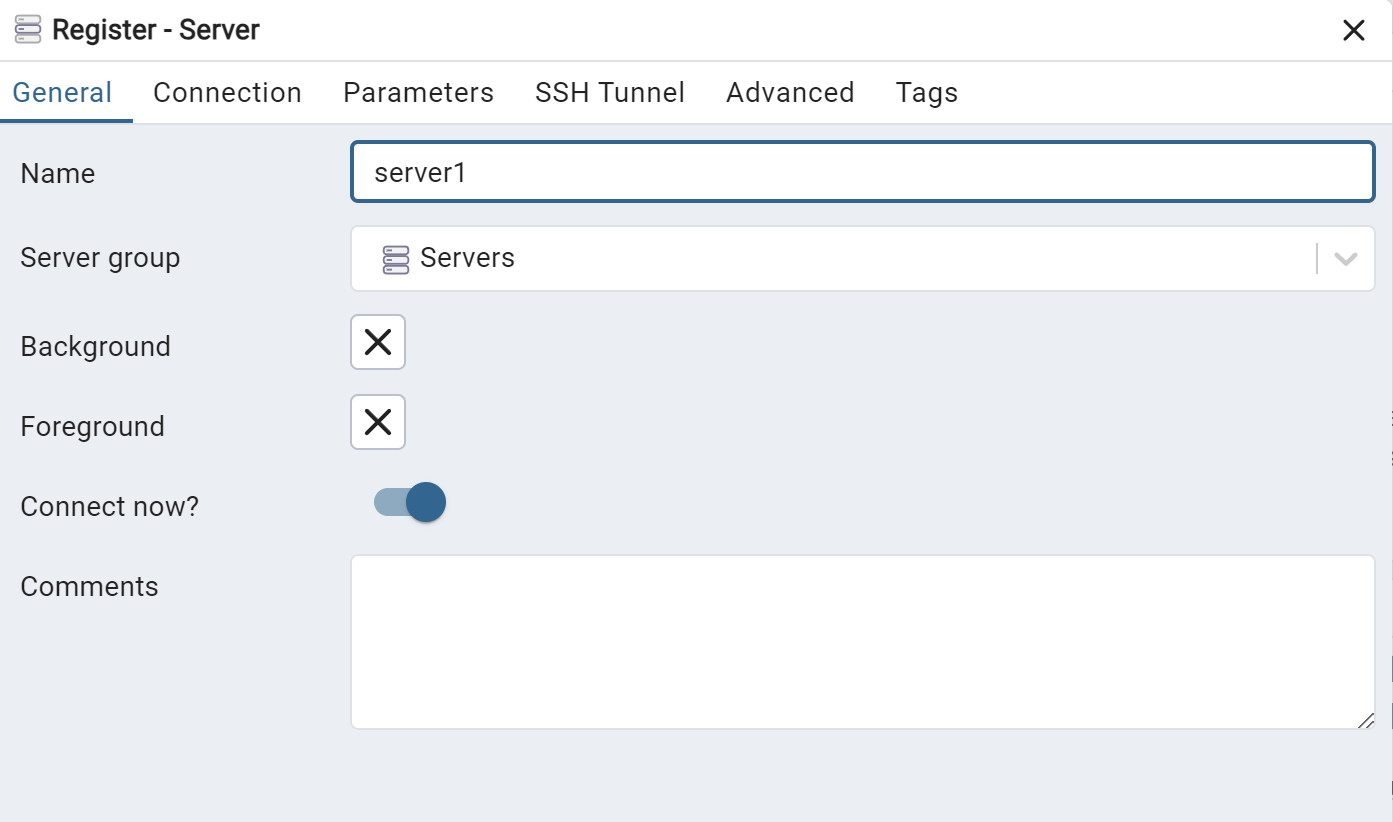 Register - Server
General Connection Parameters SSH Tunnel Advanced Tags
Name server1
Server group Servers
Background
Foreground
Connect now?
Comments